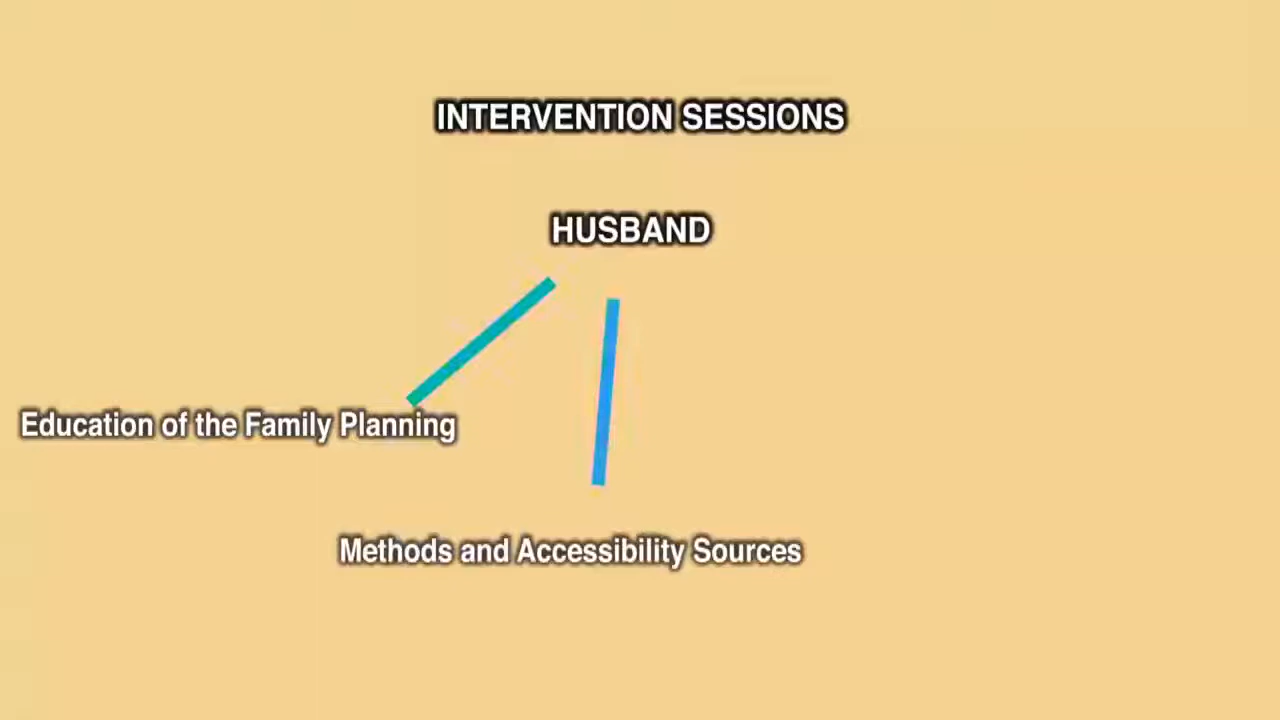 INTERVENTION SESSIONS
HUSBAND
Education of the Family Planning
Methods and Accessibility Sources